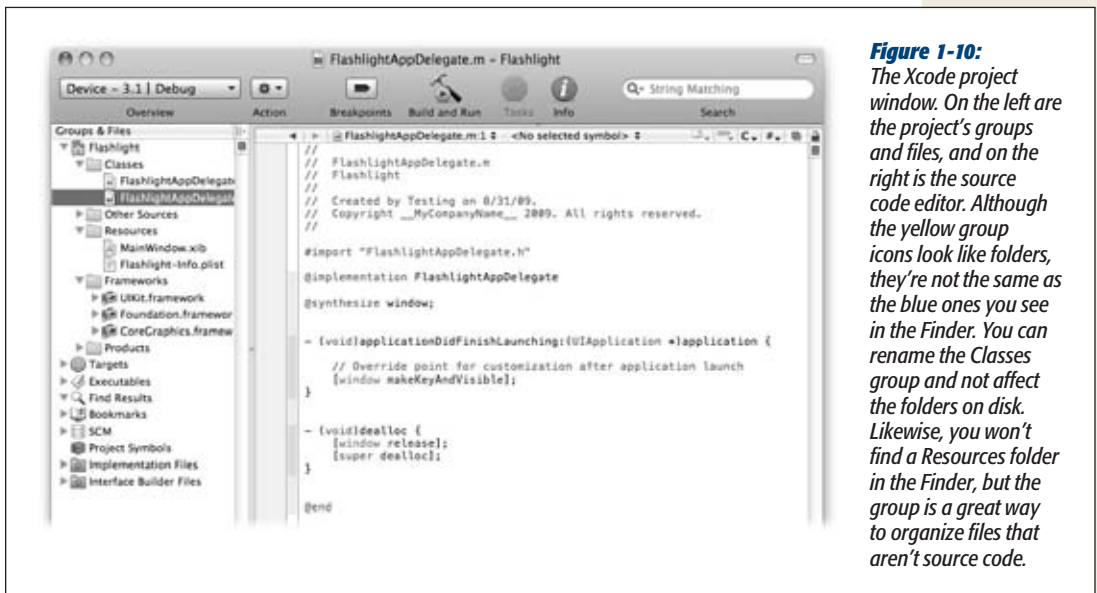 FlashlightAppDelegate.m - Flashlight
Device - 3.1 | Debug
String Matching
Overview
Action
Breakpoints
Build and Run
Tasks
Info
Search
Groups & Files
FlashlightAppDelegate.m:1
<No selected symbol>
Flashlight
Classes
FlashlightAppDelegate
FlashlightAppDelegate
Other Sources
Resources
MainWindow.xib
Flashlight-Info.plist
Frameworks
UIKit.framework
Foundation.framewor
CoreGraphics.framew
Products
Targets
Executables
Find Results
Bookmarks
SCM
Project Symbols
Implementation Files
Interface Builder Files
//
// FlashlightAppDelegate.m
// Flashlight
//
// Created by Testing on 8/31/09.
// Copyright __MyCompanyName__ 2009. All rights reserved.
//
#import "FlashlightAppDelegate.h"
@implementation FlashlightAppDelegate
@synthesize window;
- (void)applicationDidFinishLaunching:(UIApplication *)application {
// Override point for customization after application launch
[window makeKeyAndVisible];
}
- (void)dealloc {
[window release];
[super dealloc];
}
@end
Figure 1-10:
The Xcode project
window. On the left are
the project's groups
and files, and on the
right is the source
code editor. Although
the yellow group
icons look like folders,
they're not the same as
the blue ones you see
in the Finder. You can
rename the Classes
group and not affect
the folders on disk.
Likewise, you won't
find a Resources folder
in the Finder, but the
group is a great way
to organize files that
aren't source code.